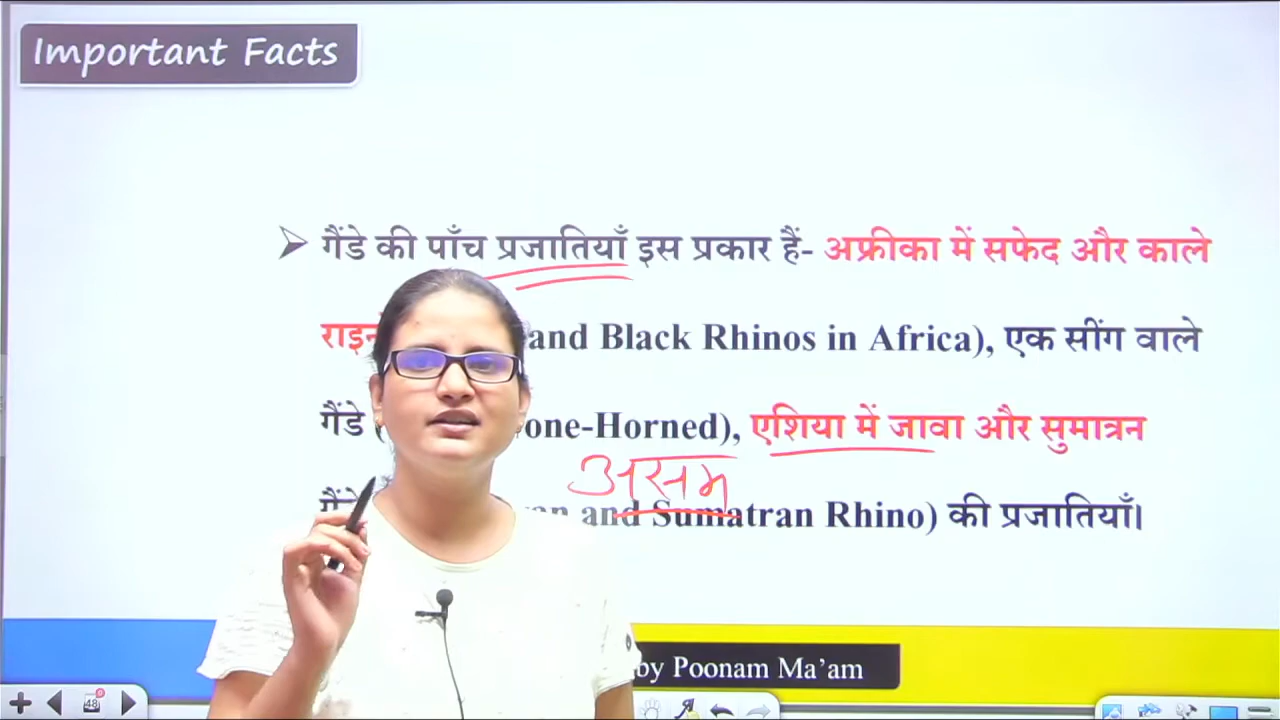 Important Facts
➢ गैंडे की पाँच प्रजातियाँ इस प्रकार हैं- अफ्रीका में सफेद और काले
and Black Rhinos in Africa), एक सींग वाले
गैंडे ( one-Horned), एशिया में जावा और सुमात्रन
असम
and Sumatran Rhino) की प्रजातियाँ।
by Poonam Ma'am
48